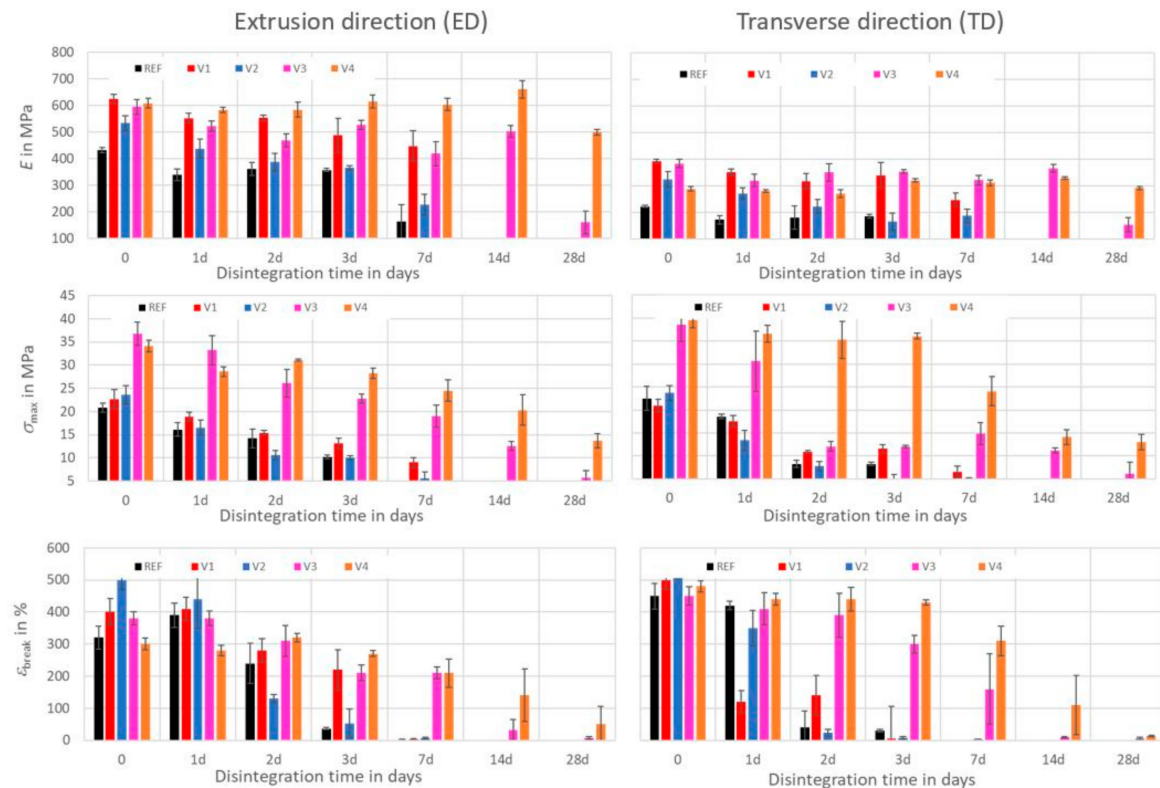 Extrusion direction (ED)
Transverse direction (TD)
800
700
600
500
400
300
200
100
E in MPa
REF V1 V2 V3 V4
0 1d 2d 3d 7d 14d 28d
Disintegration time in days
REF V1 V2 V3 V4
0 1d 2d 3d 7d 14d 28d
Disintegration time in days
45
40
35
30
25
20
15
10
5
σmax in MPa
REF V1 V2 V3 V4
0 1d 2d 3d 7d 14d 28d
Disintegration time in days
REF V1 V2 V3 V4
0 1d 2d 3d 7d 14d 28d
Disintegration time in days
600
500
400
300
200
100
0
εbreak in %
REF V1 V2 V3 V4
0 1d 2d 3d 7d 14d 28d
Disintegration time in days
REF V1 V2 V3 V4
0 1d 2d 3d 7d 14d 28d
Disintegration time in days